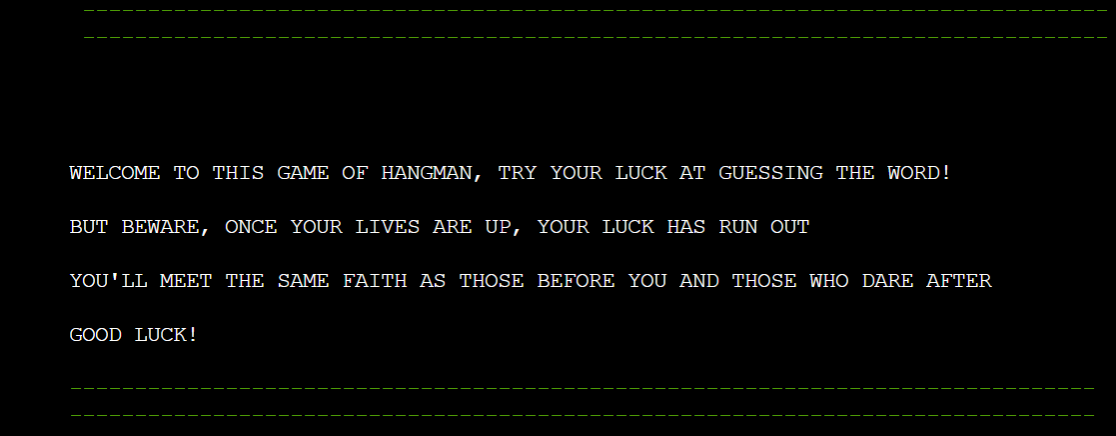 WELCOME TO THIS GAME OF HANGMAN, TRY YOUR LUCK AT GUESSING THE WORD!
BUT BEWARE, ONCE YOUR LIVES ARE UP, YOUR LUCK HAS RUN OUT
YOU'LL MEET THE SAME FAITH AS THOSE BEFORE YOU AND THOSE WHO DARE AFTER
GOOD LUCK!